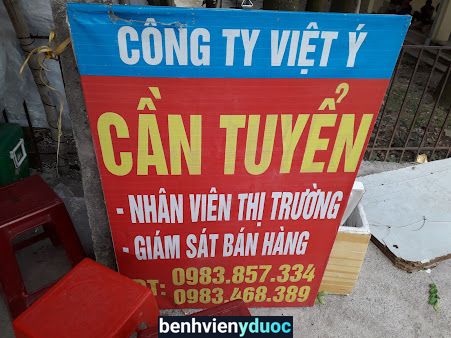 CÔNG TY VIỆT Ý
CẦN TUYỂN
- NHÂN VIÊN THỊ TRƯỜNG
- GIÁM SÁT BÁN HÀNG
ĐT: 0983.857.334
0983.468.389
benhvienyduoc